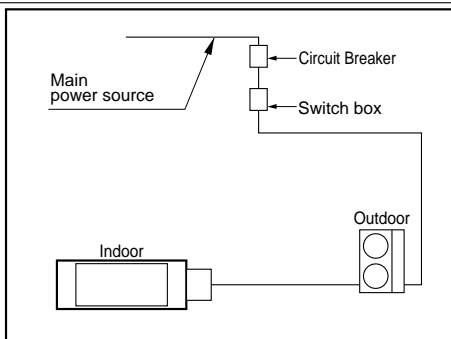 Circuit Breaker
Main
power source
Switch box
Outdoor
Indoor